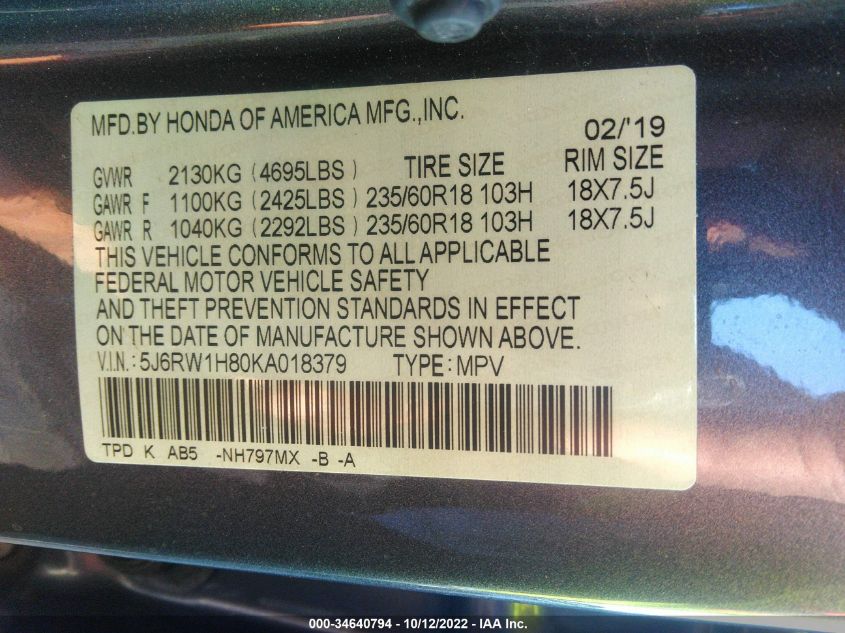 MFD.BY HONDA OF AMERICA MFG.,INC.
02/'19
GVWR 2130KG (4695LBS) TIRE SIZE RIM SIZE
GAWR F 1100KG (2425LBS) 235/60R18 103H 18X7.5J
GAWR R 1040KG (2292LBS) 235/60R18 103H 18X7.5J
THIS VEHICLE CONFORMS TO ALL APPLICABLE
FEDERAL MOTOR VEHICLE SAFETY
AND THEFT PREVENTION STANDARDS IN EFFECT
ON THE DATE OF MANUFACTURE SHOWN ABOVE.
V.I.N.: 5J6RW1H80KA018379 TYPE: MPV
TPD K AB5 -NH797MX -B -A
000-34640794 - 10/12/2022 - IAA Inc.